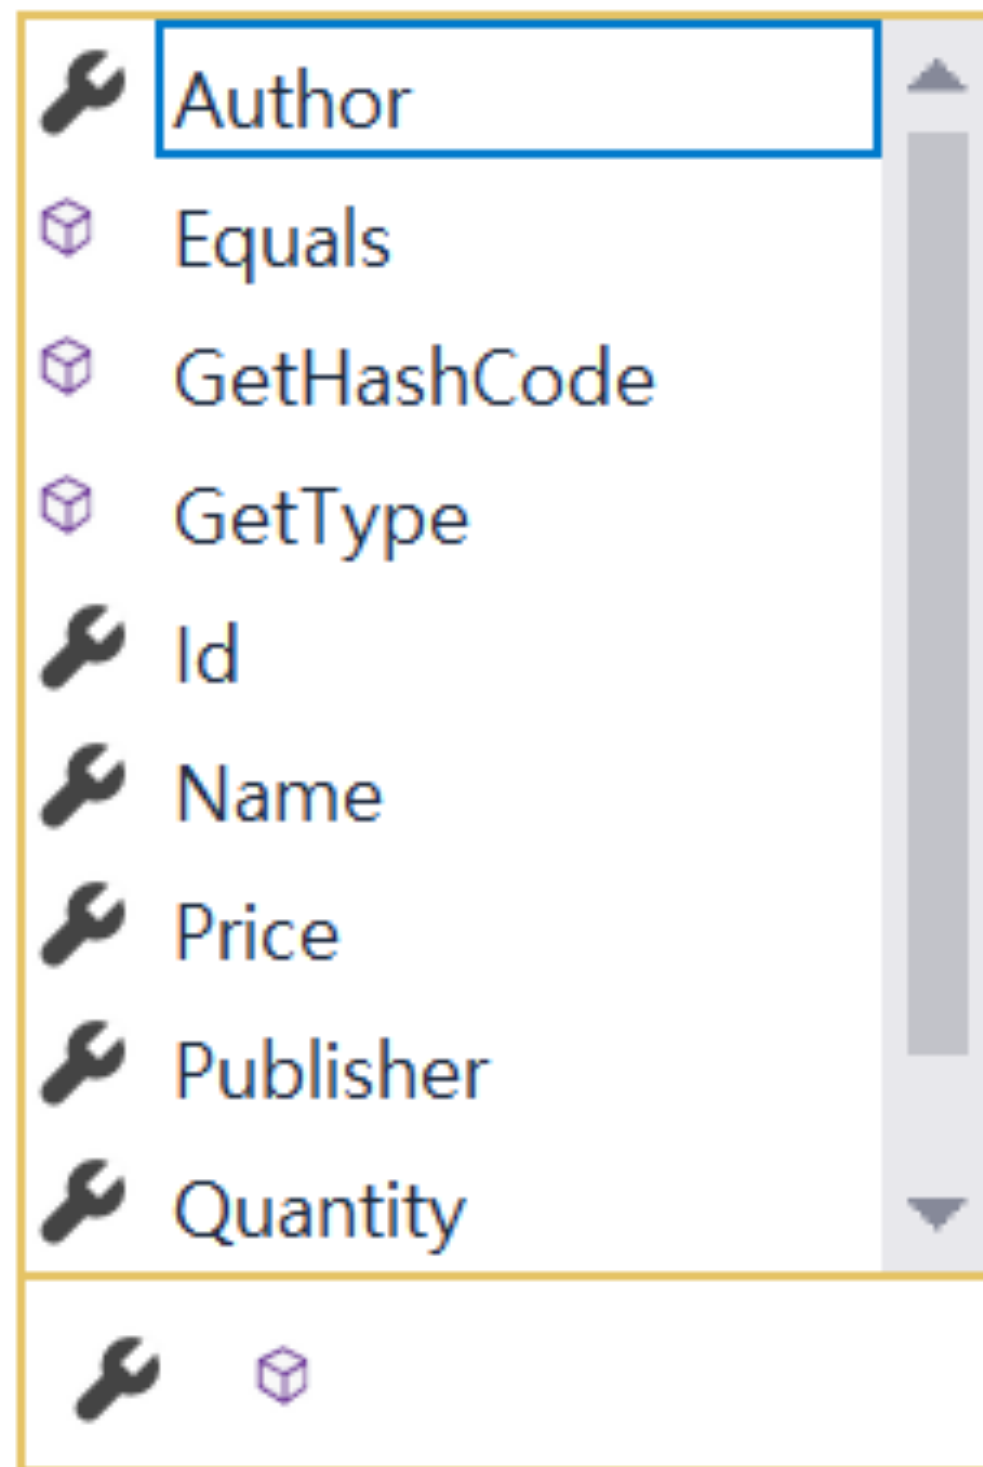 Author
Equals
GetHashCode
GetType
Id
Name
Price
Publisher
Quantity